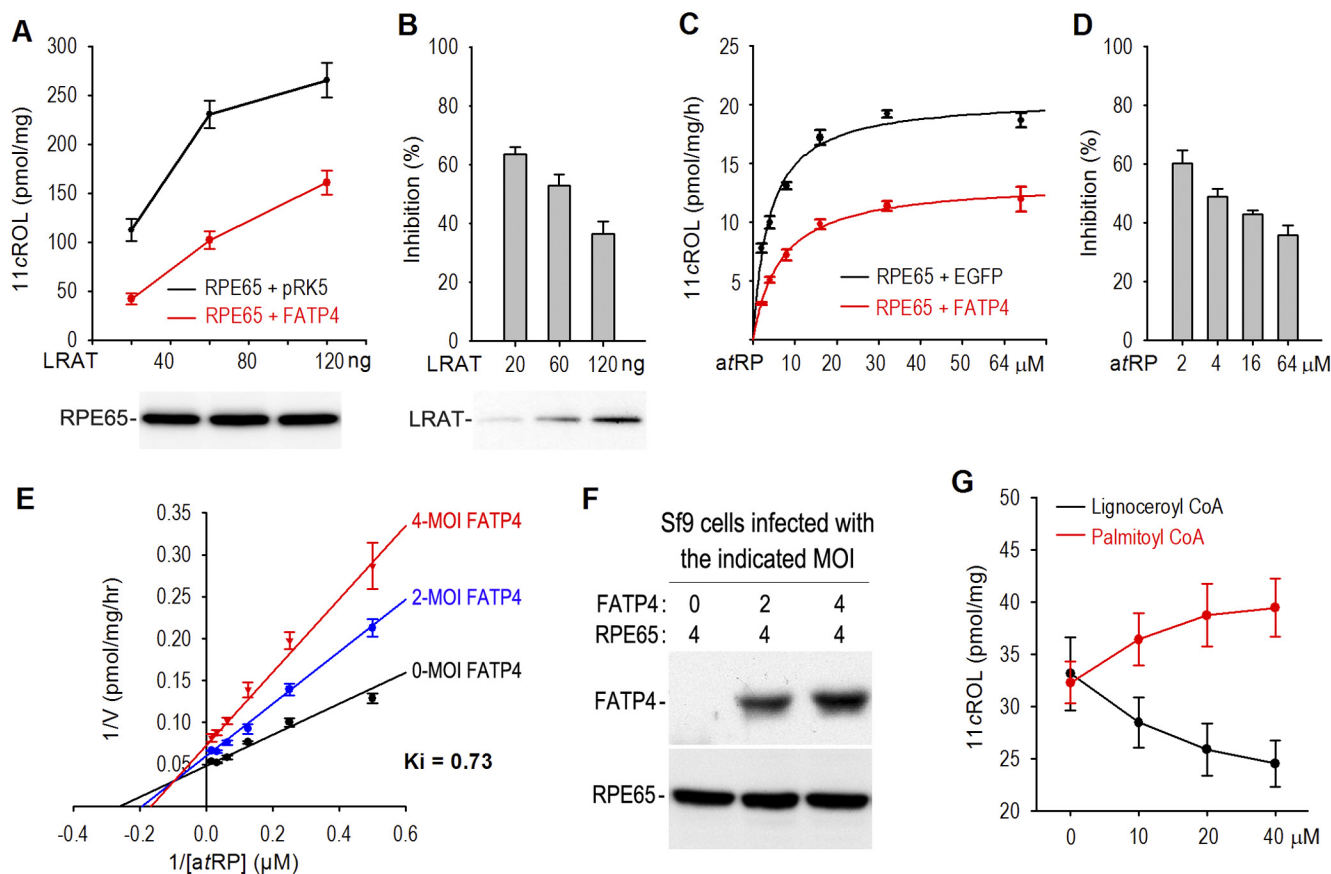 A
300
250
200
150
100
50
0
11cROL (pmol/mg)
RPE65 + pRK5
RPE65 + FATP4
LRAT 40 80 120 ng
RPE65-
B
100
80
60
40
20
0
Inhibition (%)
LRAT 20 60 120 ng
LRAT-
C
25
20
15
10
5
11cROL (pmol/mg/h)
RPE65 + EGFP
RPE65 + FATP4
atRP 10 20 30 40 50 64 μM
D
100
80
60
40
20
0
Inhibition (%)
atRP 2 4 16 64 μM
E
0.35
0.30
0.25
0.20
0.15
0.10
0.05
1/V (pmol/mg/hr)
4-MOI FATP4
2-MOI FATP4
0-MOI FATP4
Ki = 0.73
-0.4 -0.2 0.0 0.2 0.4 0.6
1/[atRP] (μM)
F
Sf9 cells infected with
the indicated MOI
FATP4: 0 2 4
RPE65: 4 4 4
FATP4-
RPE65-
G
50
45
40
35
30
25
20
11cROL (pmol/mg)
Lignoceroyl CoA
Palmitoyl CoA
0 10 20 40 μM